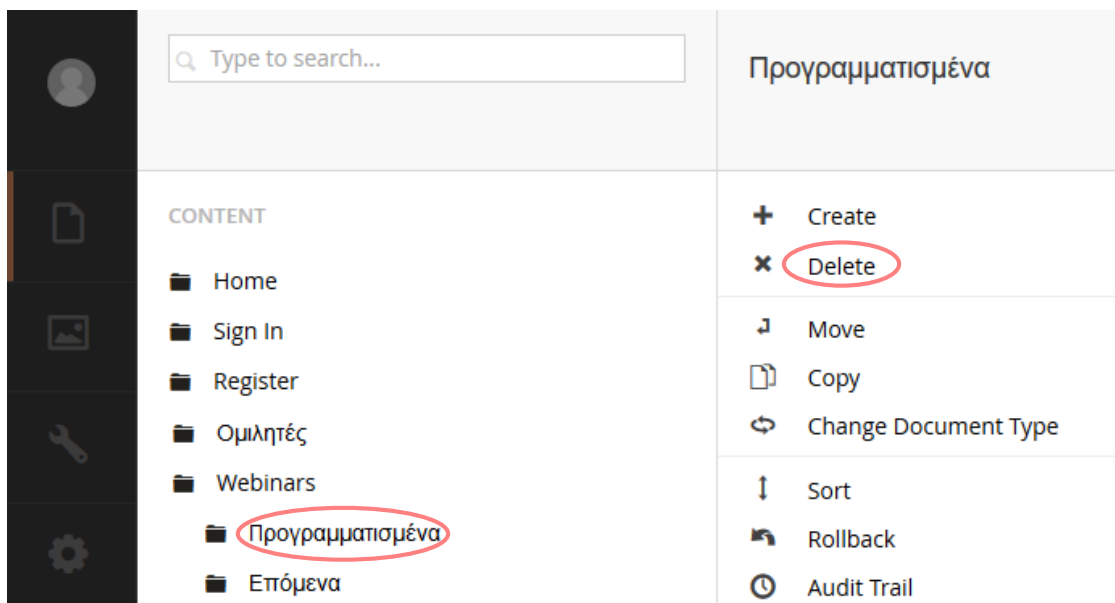 Type to search...
Προγραμματισμένα
CONTENT
Home
Sign In
Register
Ομιλητές
Webinars
Προγραμματισμένα
Επόμενα
Create
Delete
Move
Copy
Change Document Type
Sort
Rollback
Audit Trail